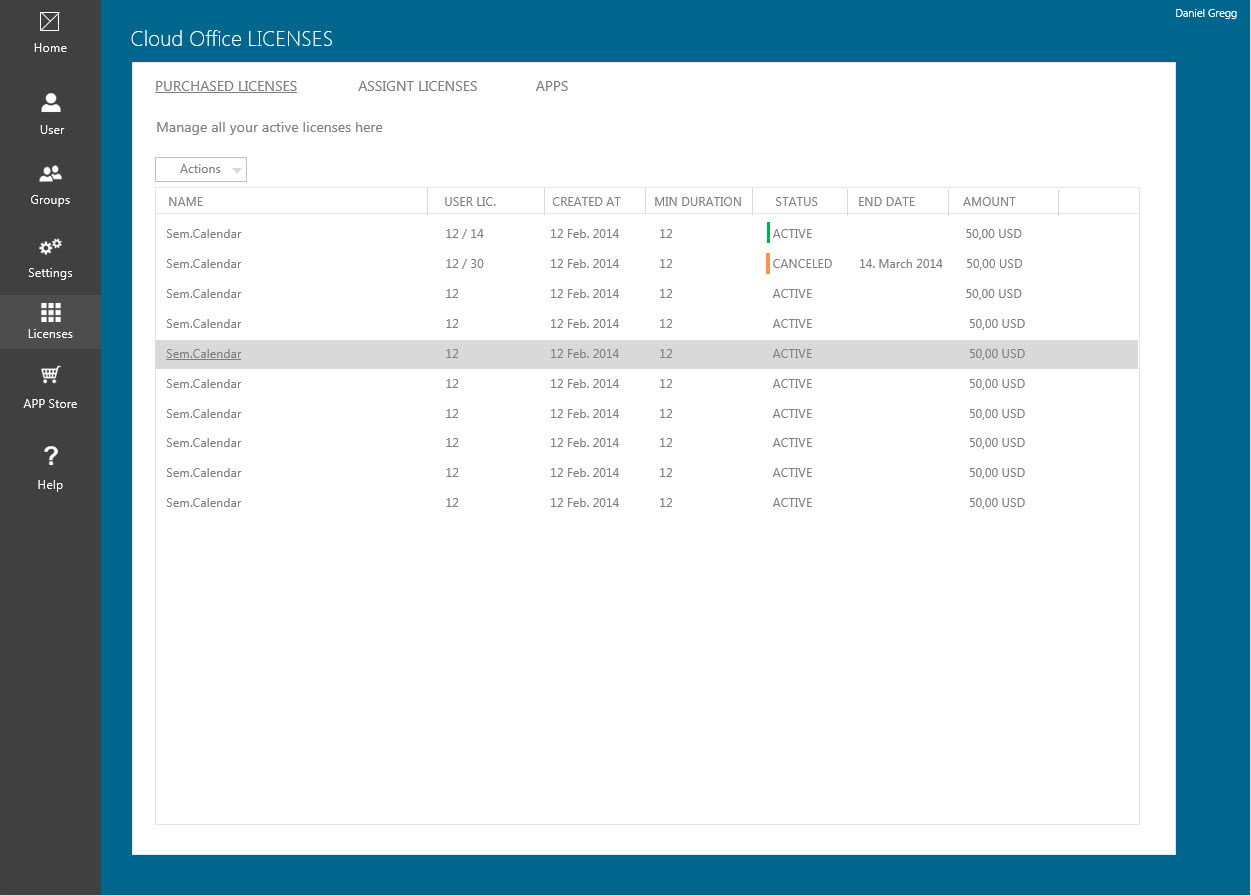 Daniel Gregg
Home
User
Groups
Settings
Licenses
APP Store
?
Help
Cloud Office LICENSES
PURCHASED LICENSES ASSIGNT LICENSES APPS
Manage all your active licenses here
Actions
NAME USER LIC. CREATED AT MIN DURATION STATUS END DATE AMOUNT
Sem.Calendar 12 / 14 12 Feb. 2014 12 ACTIVE 50,00 USD
Sem.Calendar 12 / 30 12 Feb. 2014 12 CANCELED 14. March 2014 50,00 USD
Sem.Calendar 12 12 Feb. 2014 12 ACTIVE 50,00 USD
Sem.Calendar 12 12 Feb. 2014 12 ACTIVE 50,00 USD
Sem.Calendar 12 12 Feb. 2014 12 ACTIVE 50,00 USD
Sem.Calendar 12 12 Feb. 2014 12 ACTIVE 50,00 USD
Sem.Calendar 12 12 Feb. 2014 12 ACTIVE 50,00 USD
Sem.Calendar 12 12 Feb. 2014 12 ACTIVE 50,00 USD
Sem.Calendar 12 12 Feb. 2014 12 ACTIVE 50,00 USD
Sem.Calendar 12 12 Feb. 2014 12 ACTIVE 50,00 USD